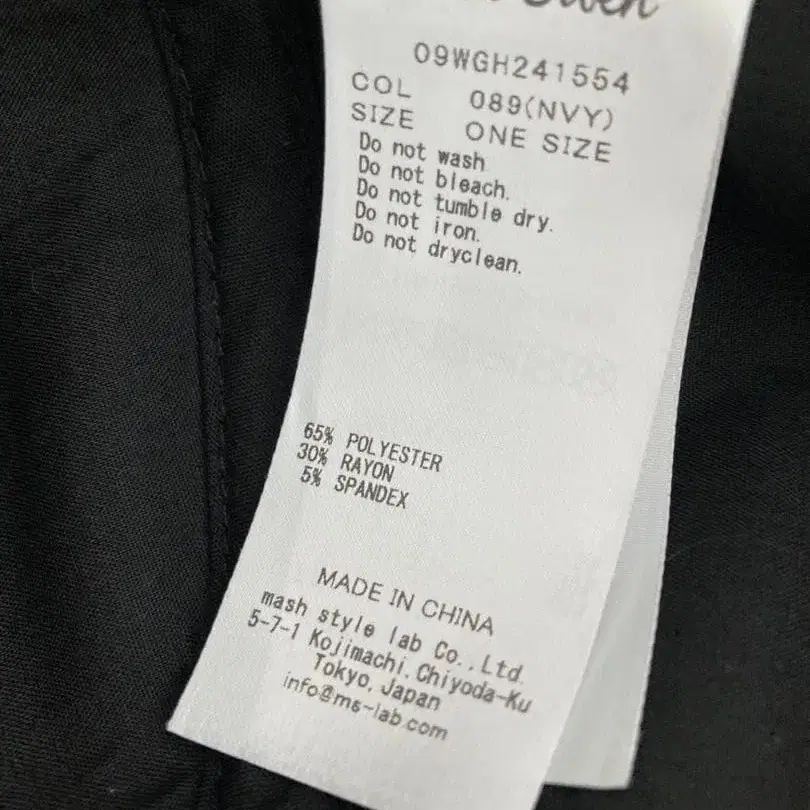 09WGH241554
COL 089(NVY)
SIZE ONE SIZE
Do not wash
Do not bleach.
Do not tumble dry.
Do not iron.
Do not dryclean.
65% POLYESTER
30% RAYON
5% SPANDEX
MADE IN CHINA
mash style lab Co.,Ltd.
5-7-1 Kojimachi,Chiyoda-Ku
Tokyo,Japan
info@ms-lab.com